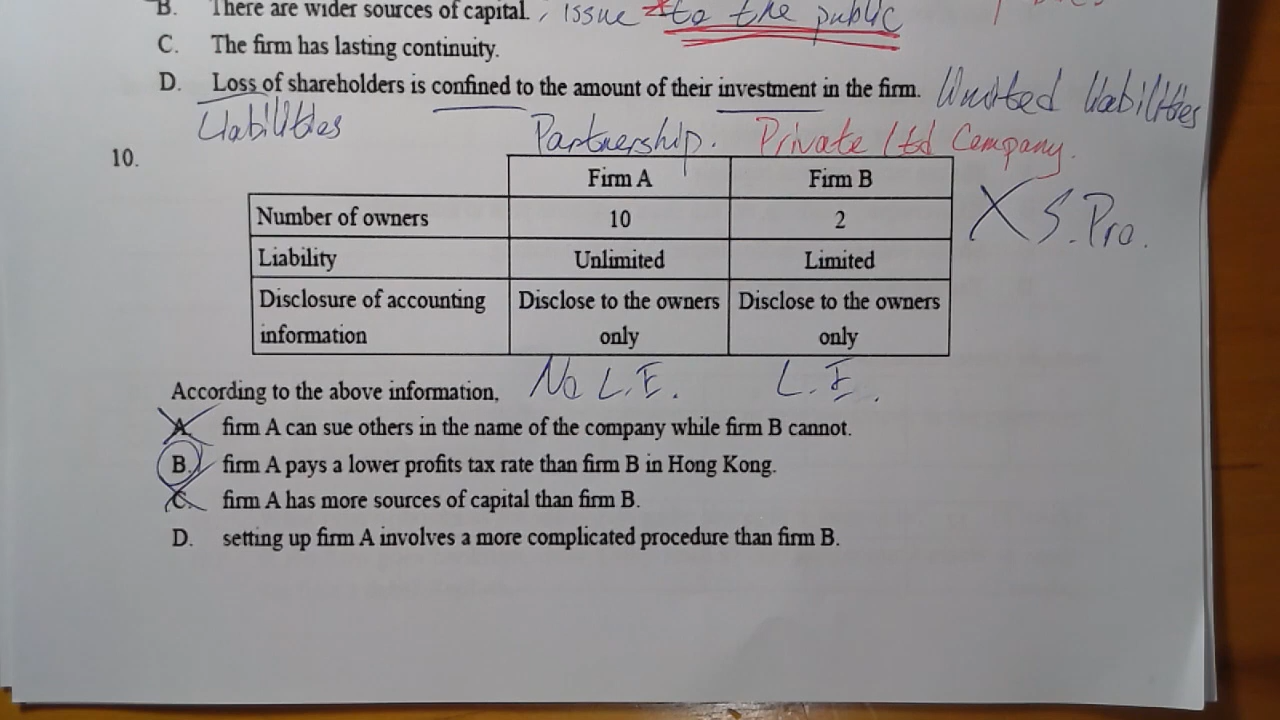 B. There are wider sources of capital, issue to the public
C. The firm has lasting continuity.
D. Loss of shareholders is confined to the amount of their investment in the firm. Limited liabilities
Liabilities
Partnership. Private Ltd Company.
10.
Firm A Firm B
Number of owners 10 2 X S.Pro.
Liability Unlimited Limited
Disclosure of accounting information Disclose to the owners only Disclose to the owners only
No L.E. L.E.
According to the above information,
A. firm A can sue others in the name of the company while firm B cannot.
B. firm A pays a lower profits tax rate than firm B in Hong Kong.
C. firm A has more sources of capital than firm B.
D. setting up firm A involves a more complicated procedure than firm B.